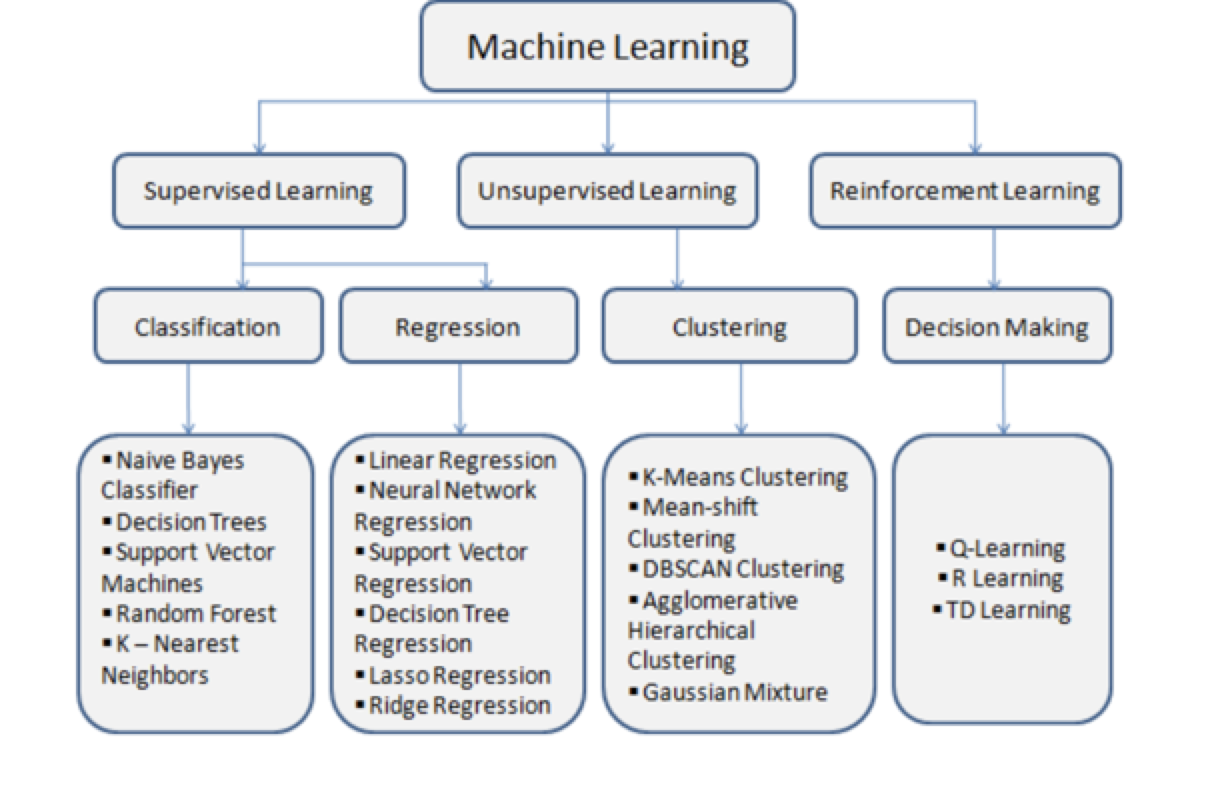 Machine Learning
Supervised Learning
Unsupervised Learning
Reinforcement Learning
Classification
Regression
Clustering
Decision Making
▪ Naive Bayes
Classifier
▪ Decision Trees
▪ Support Vector
Machines
▪ Random Forest
▪ K – Nearest
Neighbors
▪ Linear Regression
▪ Neural Network
Regression
▪ Support Vector
Regression
▪ Decision Tree
Regression
▪ Lasso Regression
▪ Ridge Regression
▪ K-Means Clustering
▪ Mean-shift
Clustering
▪ DBSCAN Clustering
▪ Agglomerative
Hierarchical
Clustering
▪ Gaussian Mixture
▪ Q-Learning
▪ R Learning
▪ TD Learning